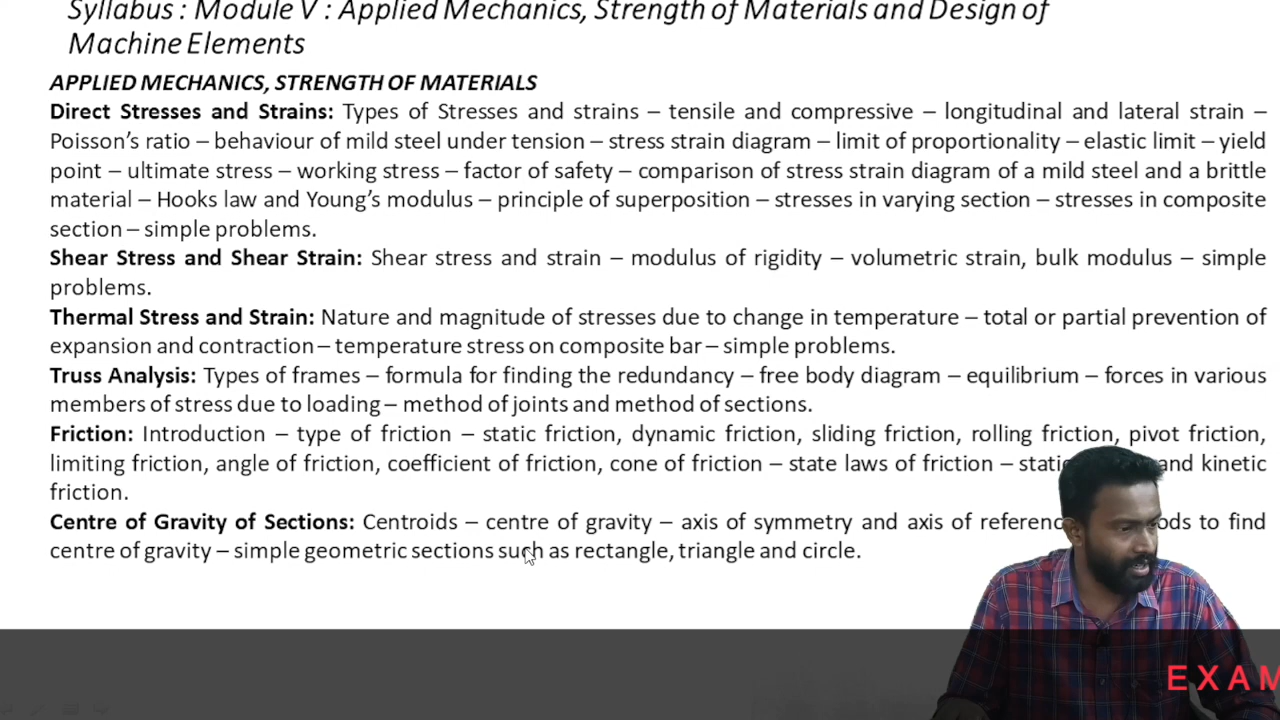 Syllabus : Module V : Applied Mechanics, Strength of Materials and Design of
Machine Elements
APPLIED MECHANICS, STRENGTH OF MATERIALS
Direct Stresses and Strains: Types of Stresses and strains – tensile and compressive – longitudinal and lateral strain –
Poisson's ratio – behaviour of mild steel under tension – stress strain diagram – limit of proportionality – elastic limit – yield
point – ultimate stress – working stress – factor of safety – comparison of stress strain diagram of a mild steel and a brittle
material – Hooks law and Young's modulus – principle of superposition – stresses in varying section – stresses in composite
section – simple problems.
Shear Stress and Shear Strain: Shear stress and strain – modulus of rigidity – volumetric strain, bulk modulus – simple
problems.
Thermal Stress and Strain: Nature and magnitude of stresses due to change in temperature – total or partial prevention of
expansion and contraction – temperature stress on composite bar – simple problems.
Truss Analysis: Types of frames – formula for finding the redundancy – free body diagram – equilibrium – forces in various
members of stress due to loading – method of joints and method of sections.
Friction: Introduction – type of friction – static friction, dynamic friction, sliding friction, rolling friction, pivot friction,
limiting friction, angle of friction, coefficient of friction, cone of friction – state laws of friction – and kinetic
friction.
Centre of Gravity of Sections: Centroids – centre of gravity – axis of symmetry and axis of to find
centre of gravity – simple geometric sections such as rectangle, triangle and circle.
EXAM